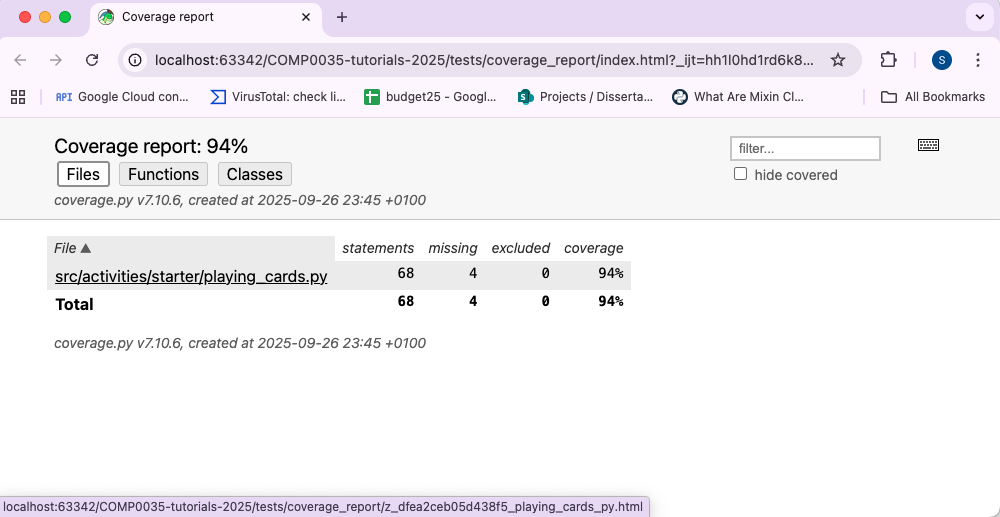 Coverage report
localhost:63342/COMP0035-tutorials-2025/tests/coverage_report/index.html?_ijt=hh1l0hd1rd6k8...
S
API Google Cloud con... VirusTotal: check li... budget25 - Googl... S Projects / Disserta... What Are Mixin Cl... All Bookmarks
Coverage report: 94%
filter...
Files Functions Classes
hide covered
coverage.py v7.10.6, created at 2025-09-26 23:45 +0100
File ▲ statements missing excluded coverage
src/activities/starter/playing_cards.py 68 4 0 94%
Total 68 4 0 94%
coverage.py v7.10.6, created at 2025-09-26 23:45 +0100
localhost:63342/COMP0035-tutorials-2025/tests/coverage_report/z_dfea2ceb05d438f5_playing_cards_py.html